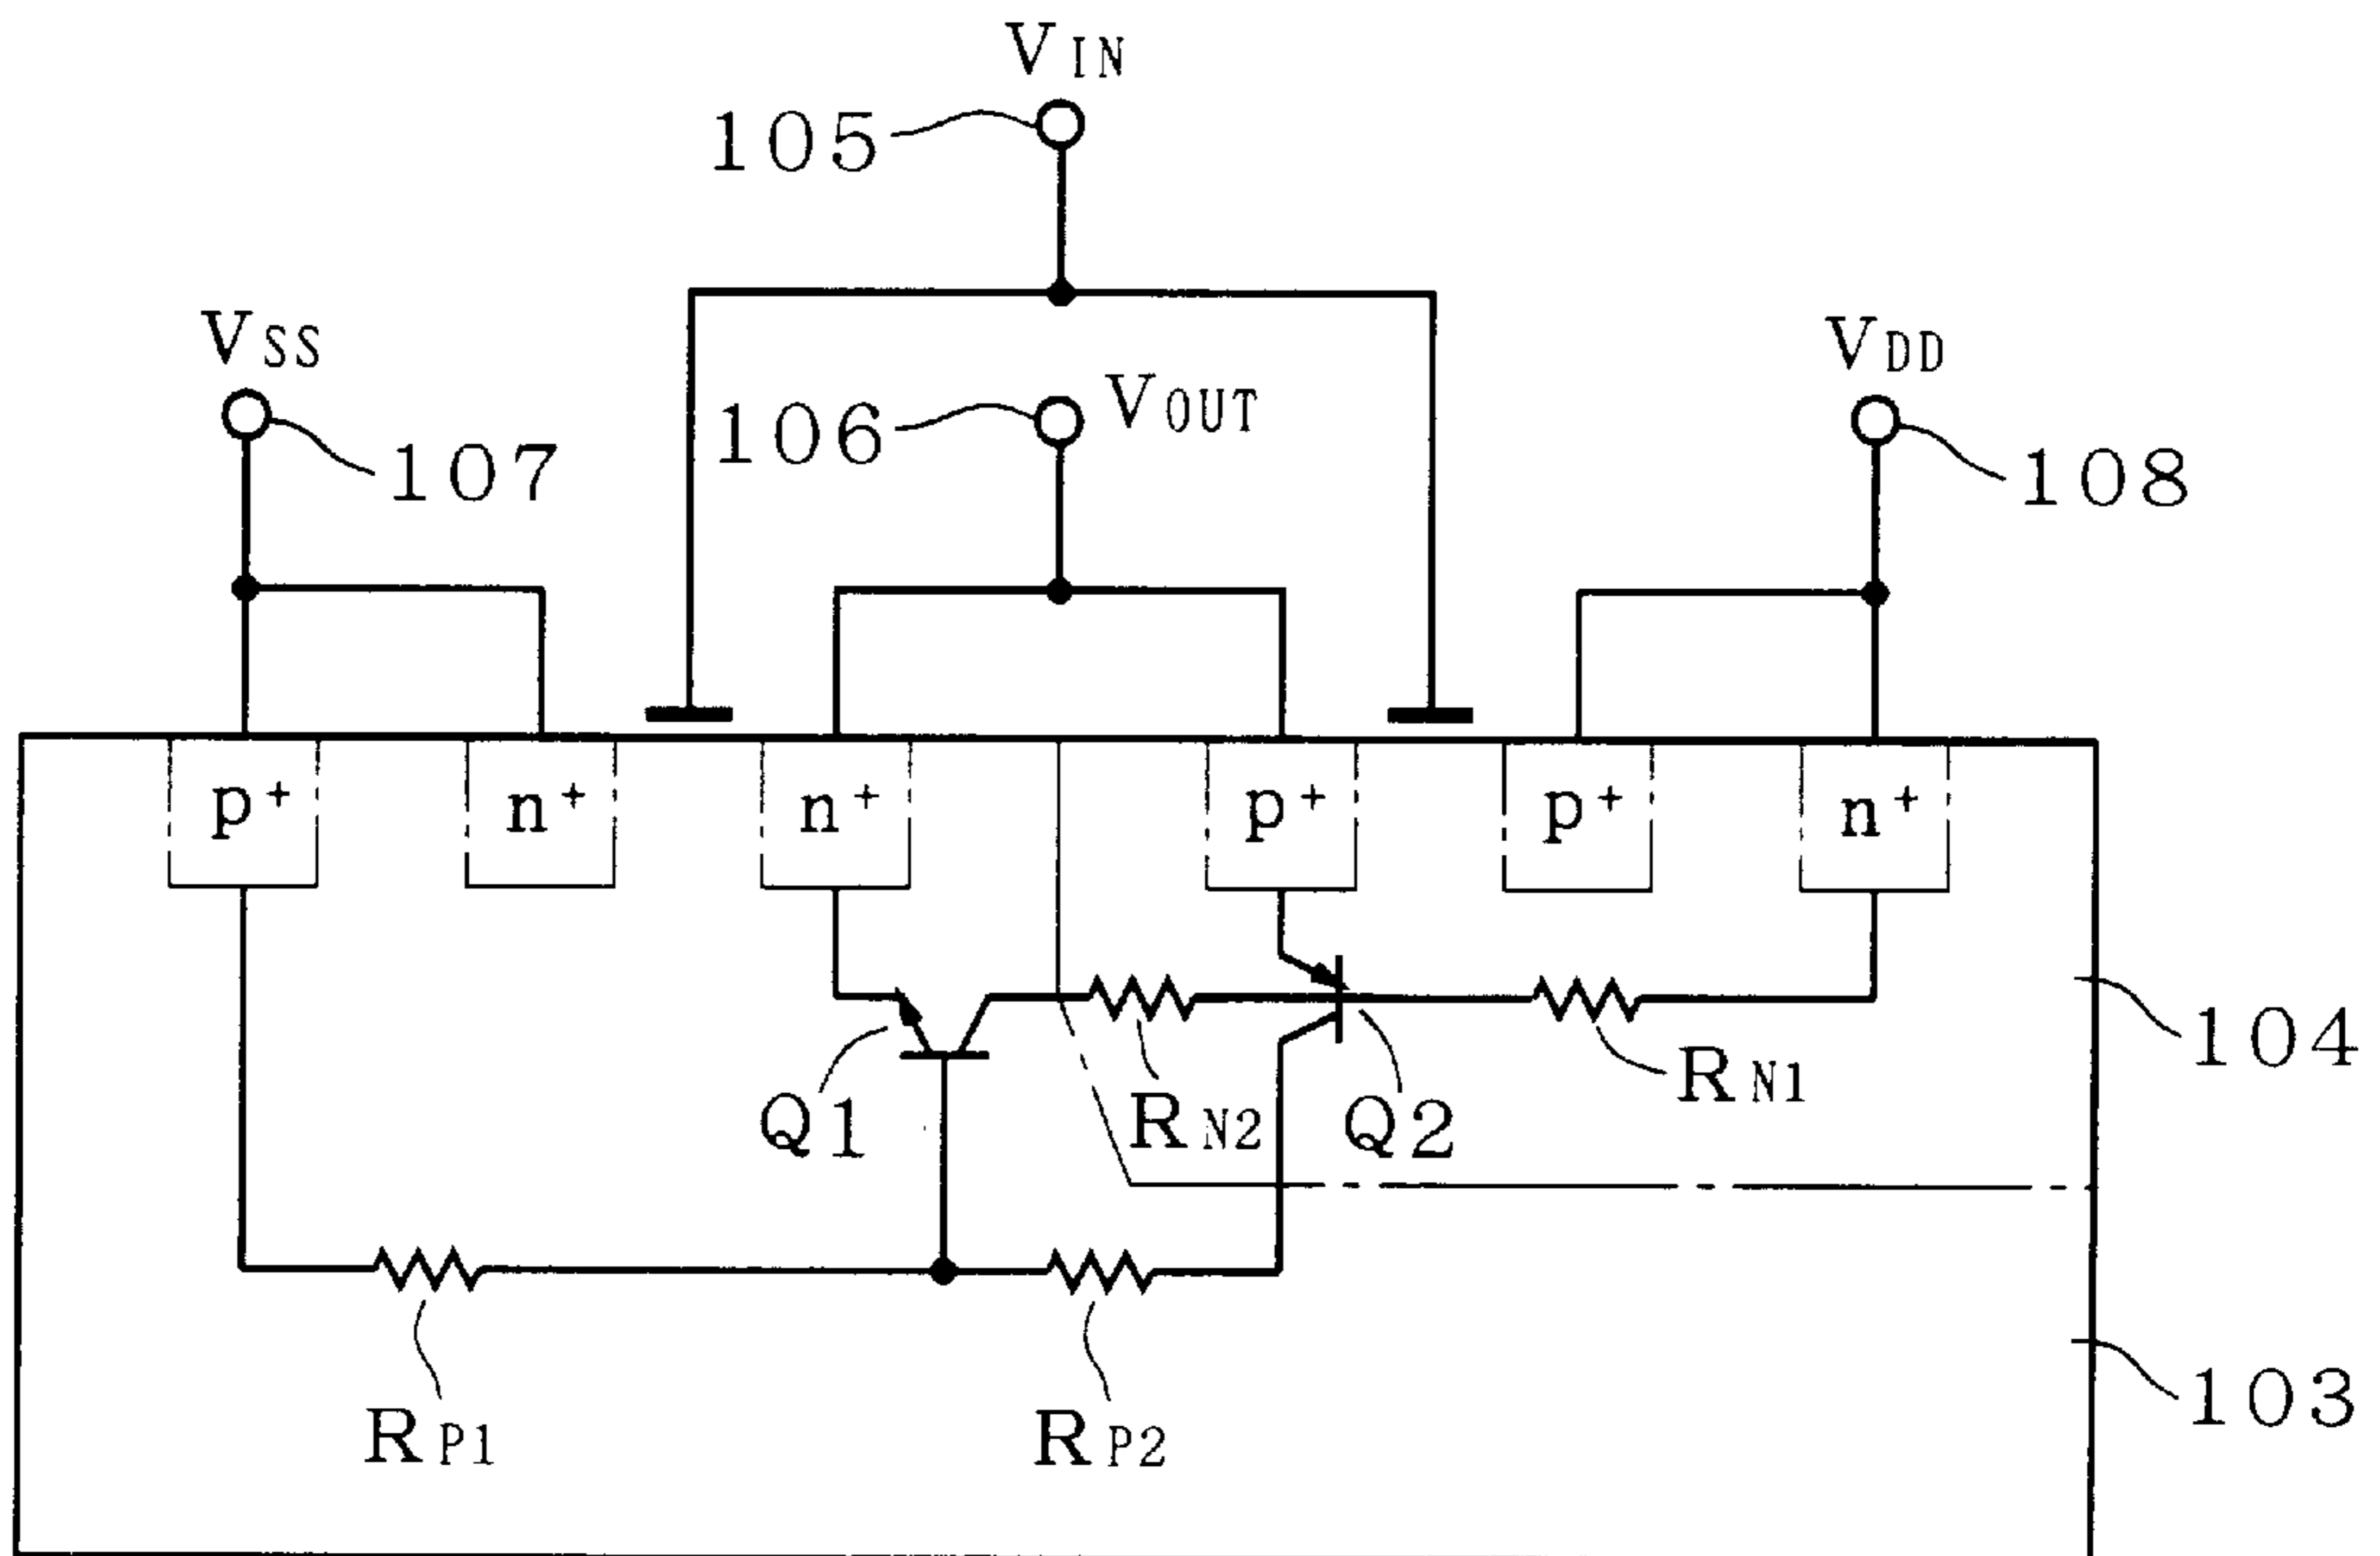 VIN
105
VSS
VDD
106
VOUT
107
108
p+
n+
n+
p+
p+
n+
104
Q1
RN2
Q2
RN1
103
RP1
RP2